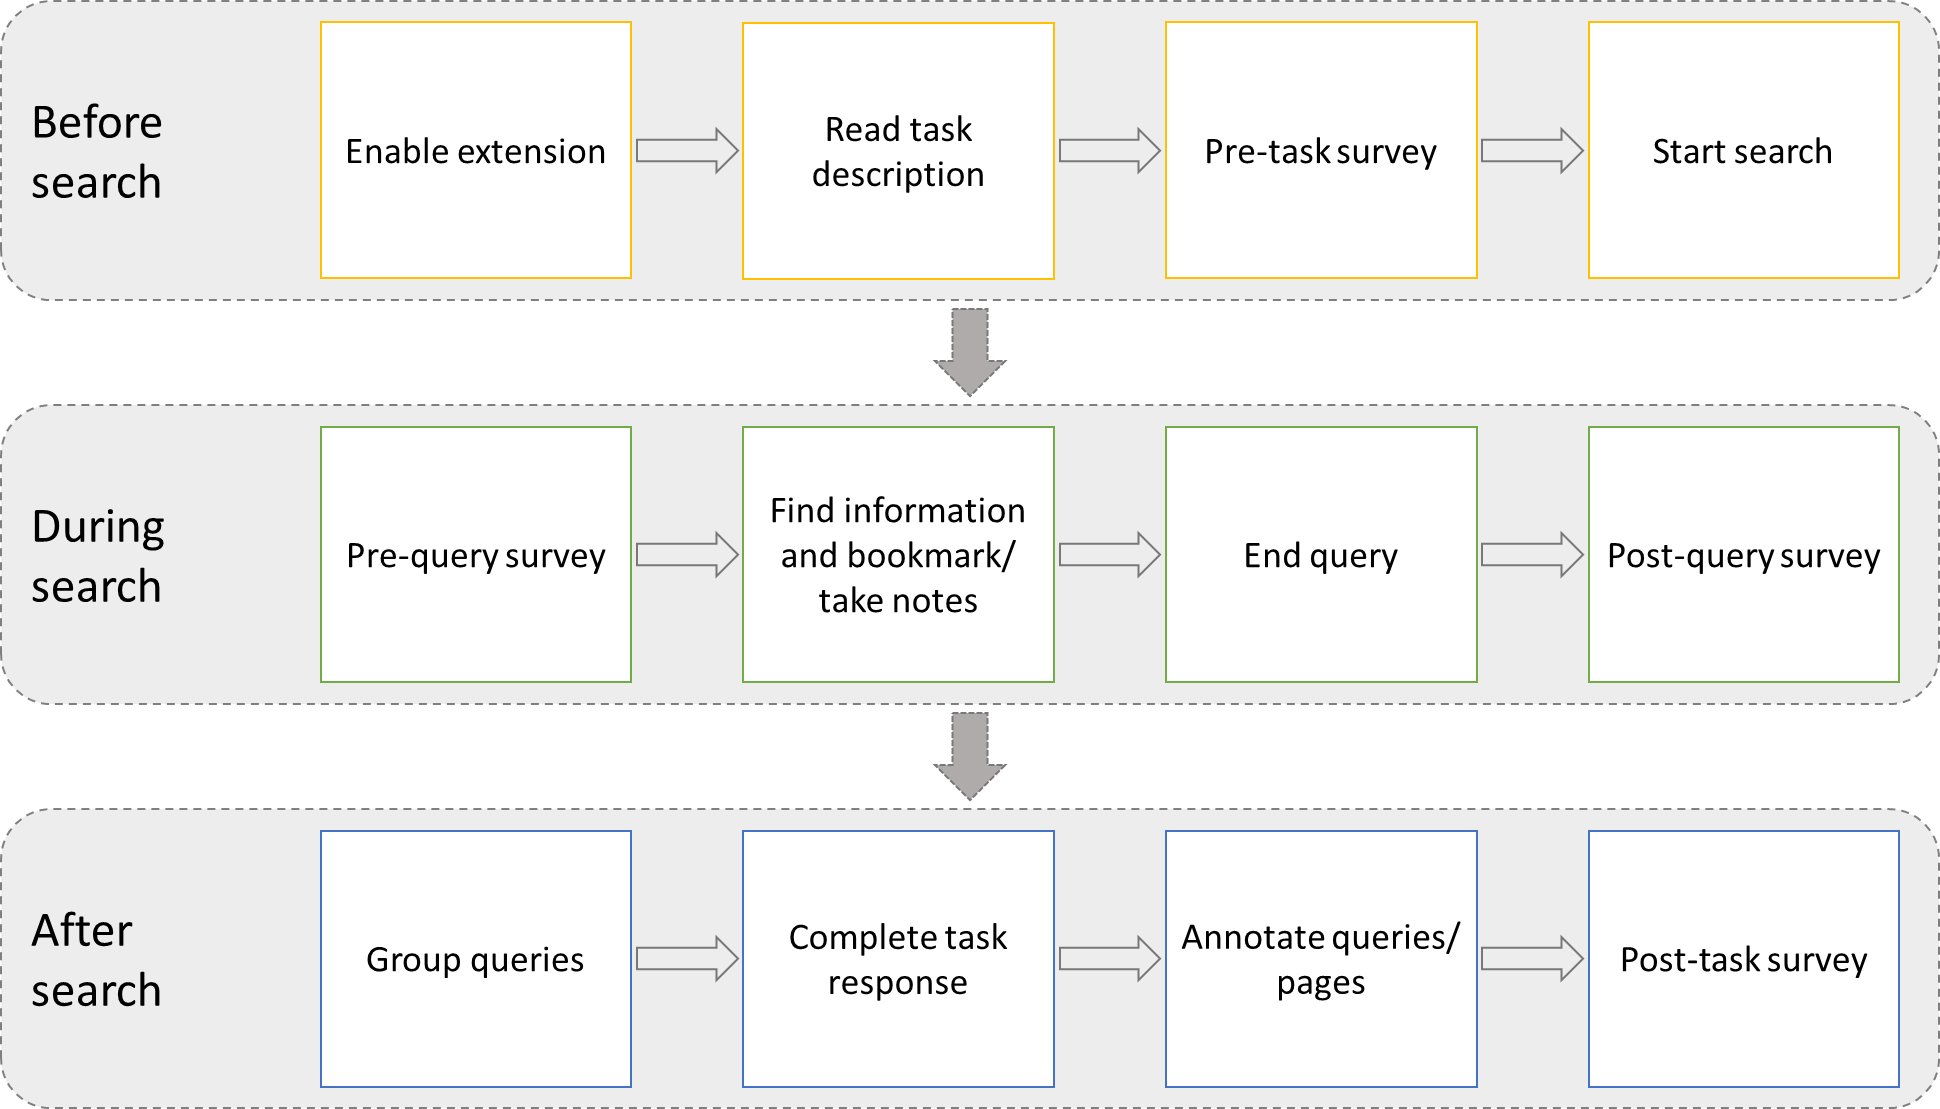 Before
search
Enable extension
Read task
description
Pre-task survey
Start search
During
search
Pre-query survey
Find information
and bookmark/
take notes
End query
Post-query survey
After
search
Group queries
Complete task
response
Annotate queries/
pages
Post-task survey